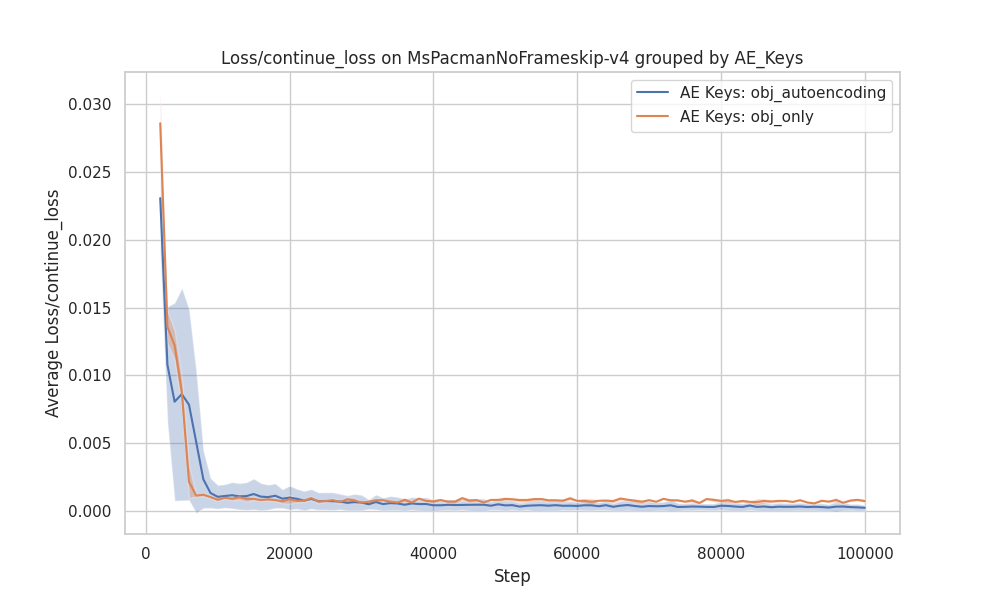 Loss/continue_loss on MsPacmanNoFrameskip-v4 grouped by AE_Keys
AE Keys: obj_autoencoding
AE Keys: obj_only
Average Loss/continue_loss
0.030
0.025
0.020
0.015
0.010
0.005
0.000
0
20000
40000
60000
80000
100000
Step